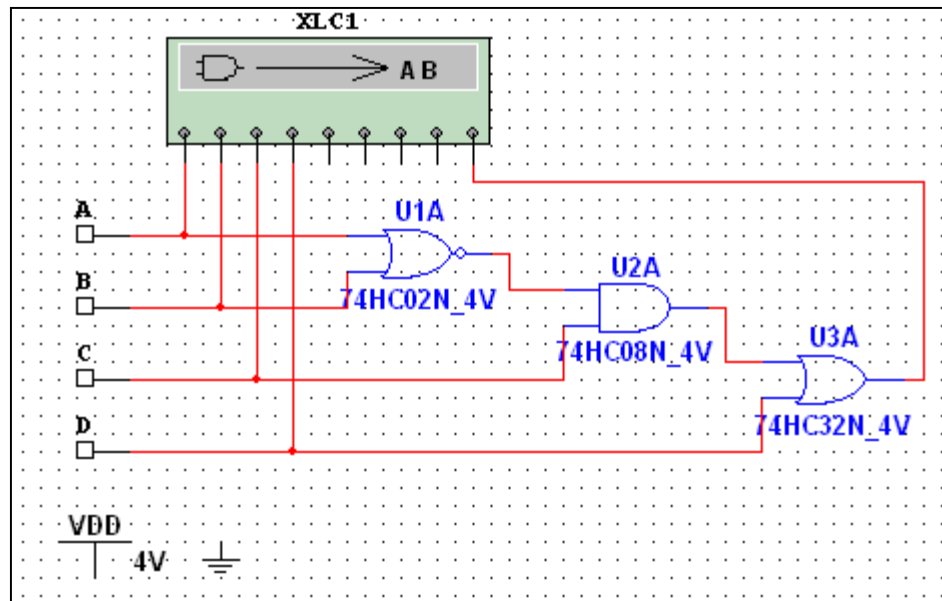 XLC1
A B
A
U1A
B
74HC02N_4V
U2A
C
74HC08N_4V
U3A
D
74HC32N_4V
VDD
4V